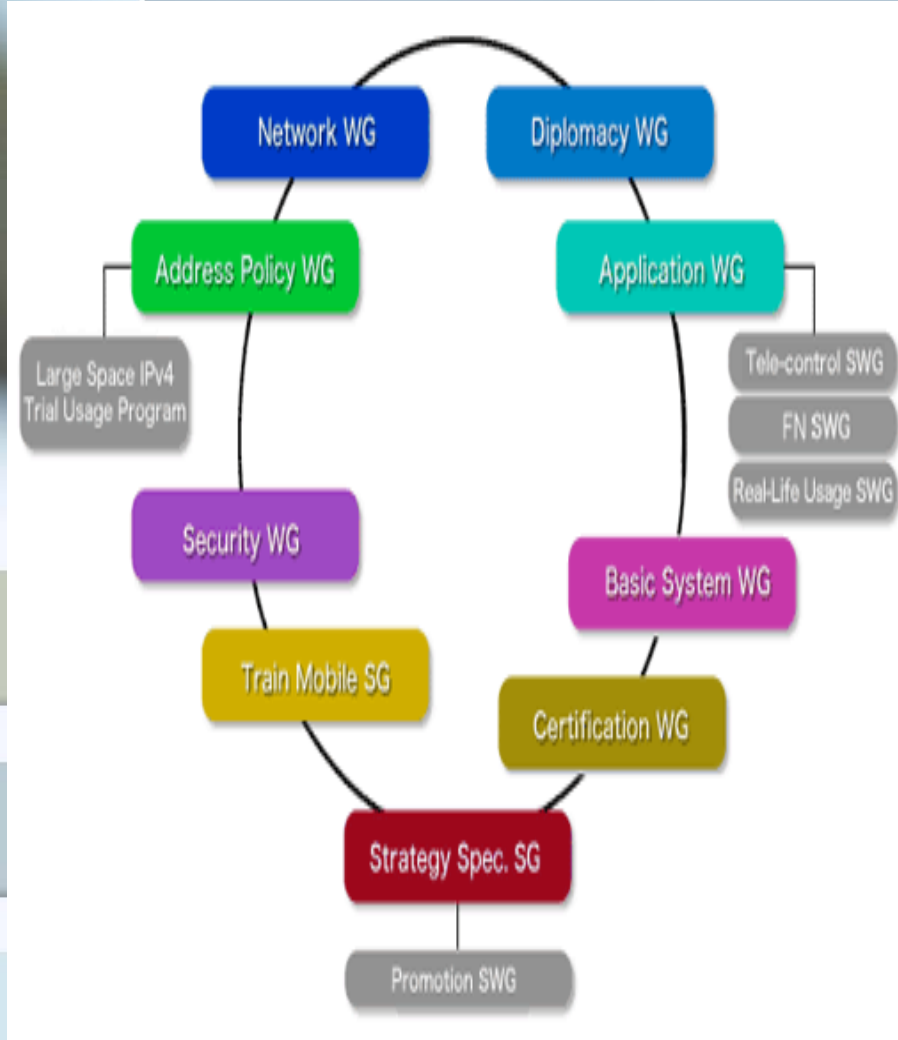 Network WG
Diplomacy WG
Address Policy WG
Application WG
Large Space IPv4
Trial Usage Program
Tele-control SWG
FN SWG
Real-Life Usage SWG
Security WG
Basic System WG
Train Mobile SG
Certification WG
Strategy Spec. SG
Promotion SWG